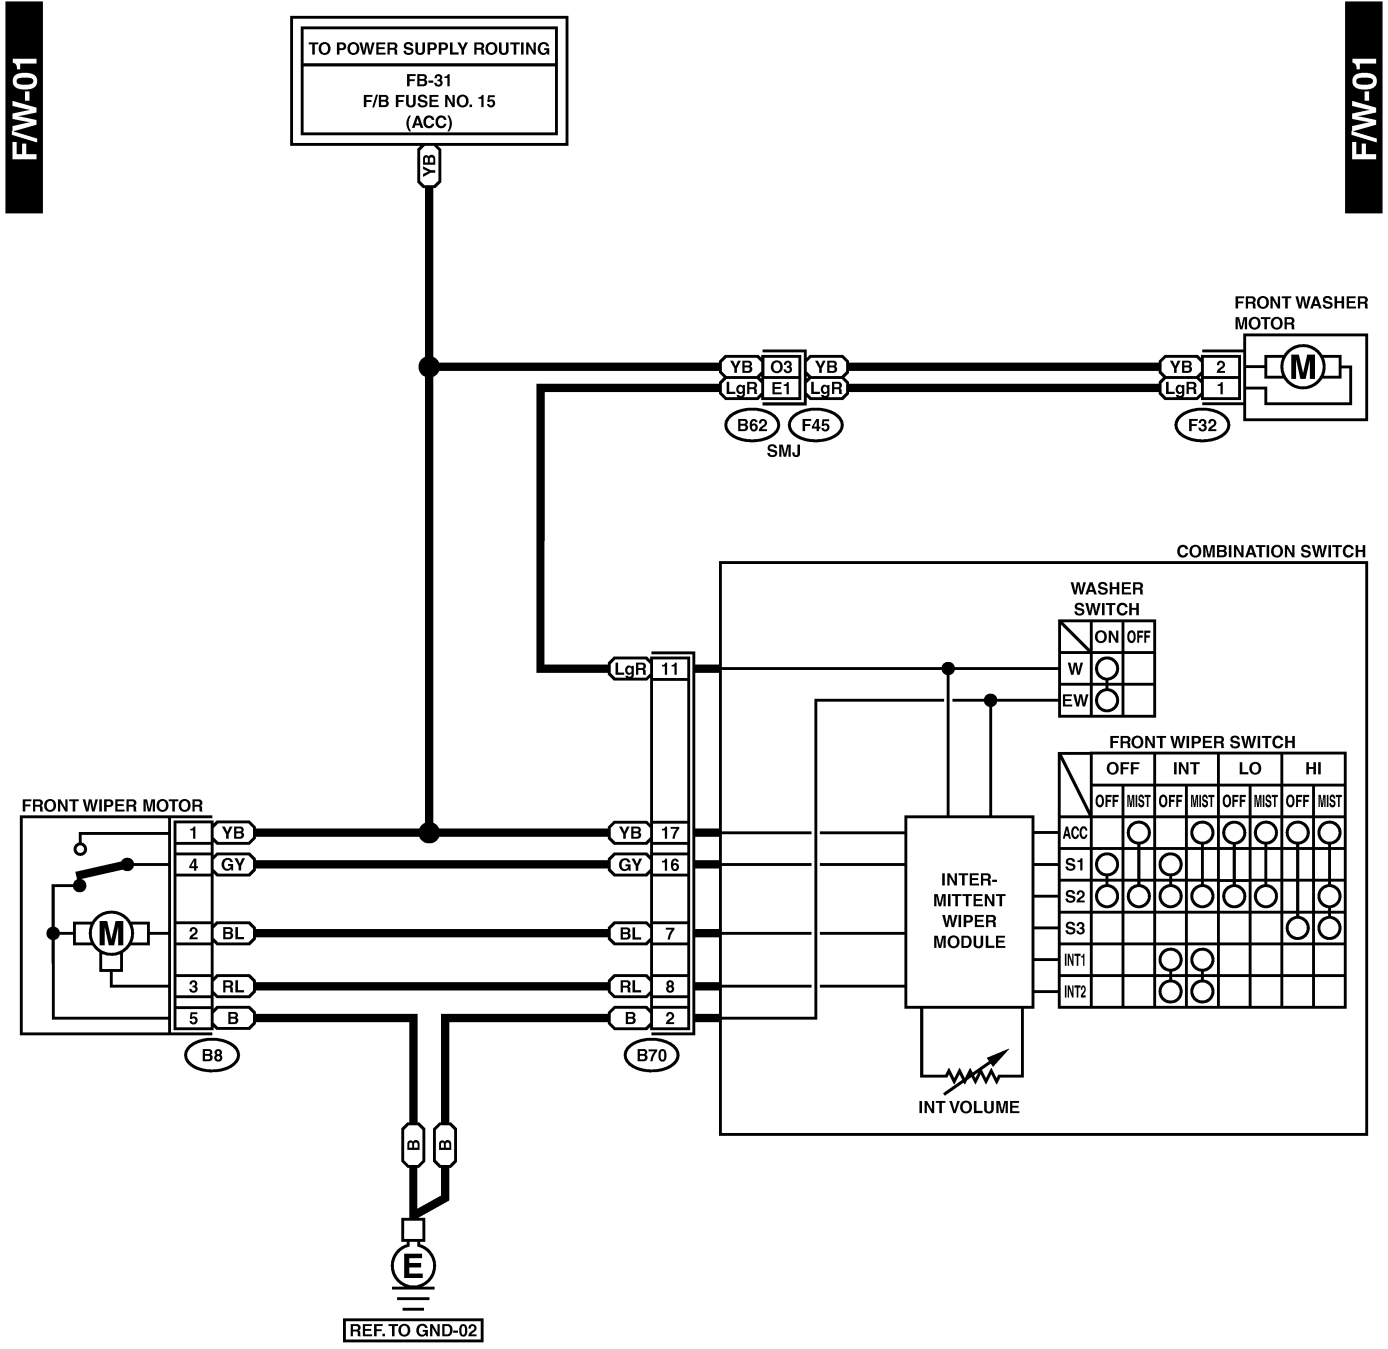 F/W-01
F/W-01
TO POWER SUPPLY ROUTING
FB-31
F/B FUSE NO. 15
(ACC)
YB
FRONT WASHER
MOTOR
YB O3 YB YB 2 M
LgR E1 LgR LgR 1
B62 F45 F32
SMJ
COMBINATION SWITCH
WASHER
SWITCH
ON OFF
LgR 11 W
EW
FRONT WIPER SWITCH
OFF INT LO HI
OFF MIST OFF MIST OFF MIST OFF MIST
FRONT WIPER MOTOR
1 YB YB 17 ACC
4 GY GY 16 S1
INTER-
MITTENT
WIPER
MODULE
S2
M 2 BL BL 7 S3
INT1
3 RL RL 8 INT2
5 B B 2
B8 B70
INT VOLUME
B B
E
REF. TO GND-02